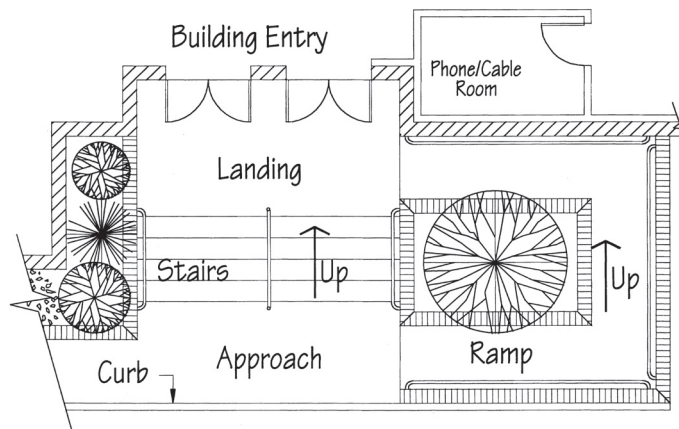 Building Entry
Phone/Cable
Room
Landing
Stairs
Up
Up
Approach
Ramp
Curb